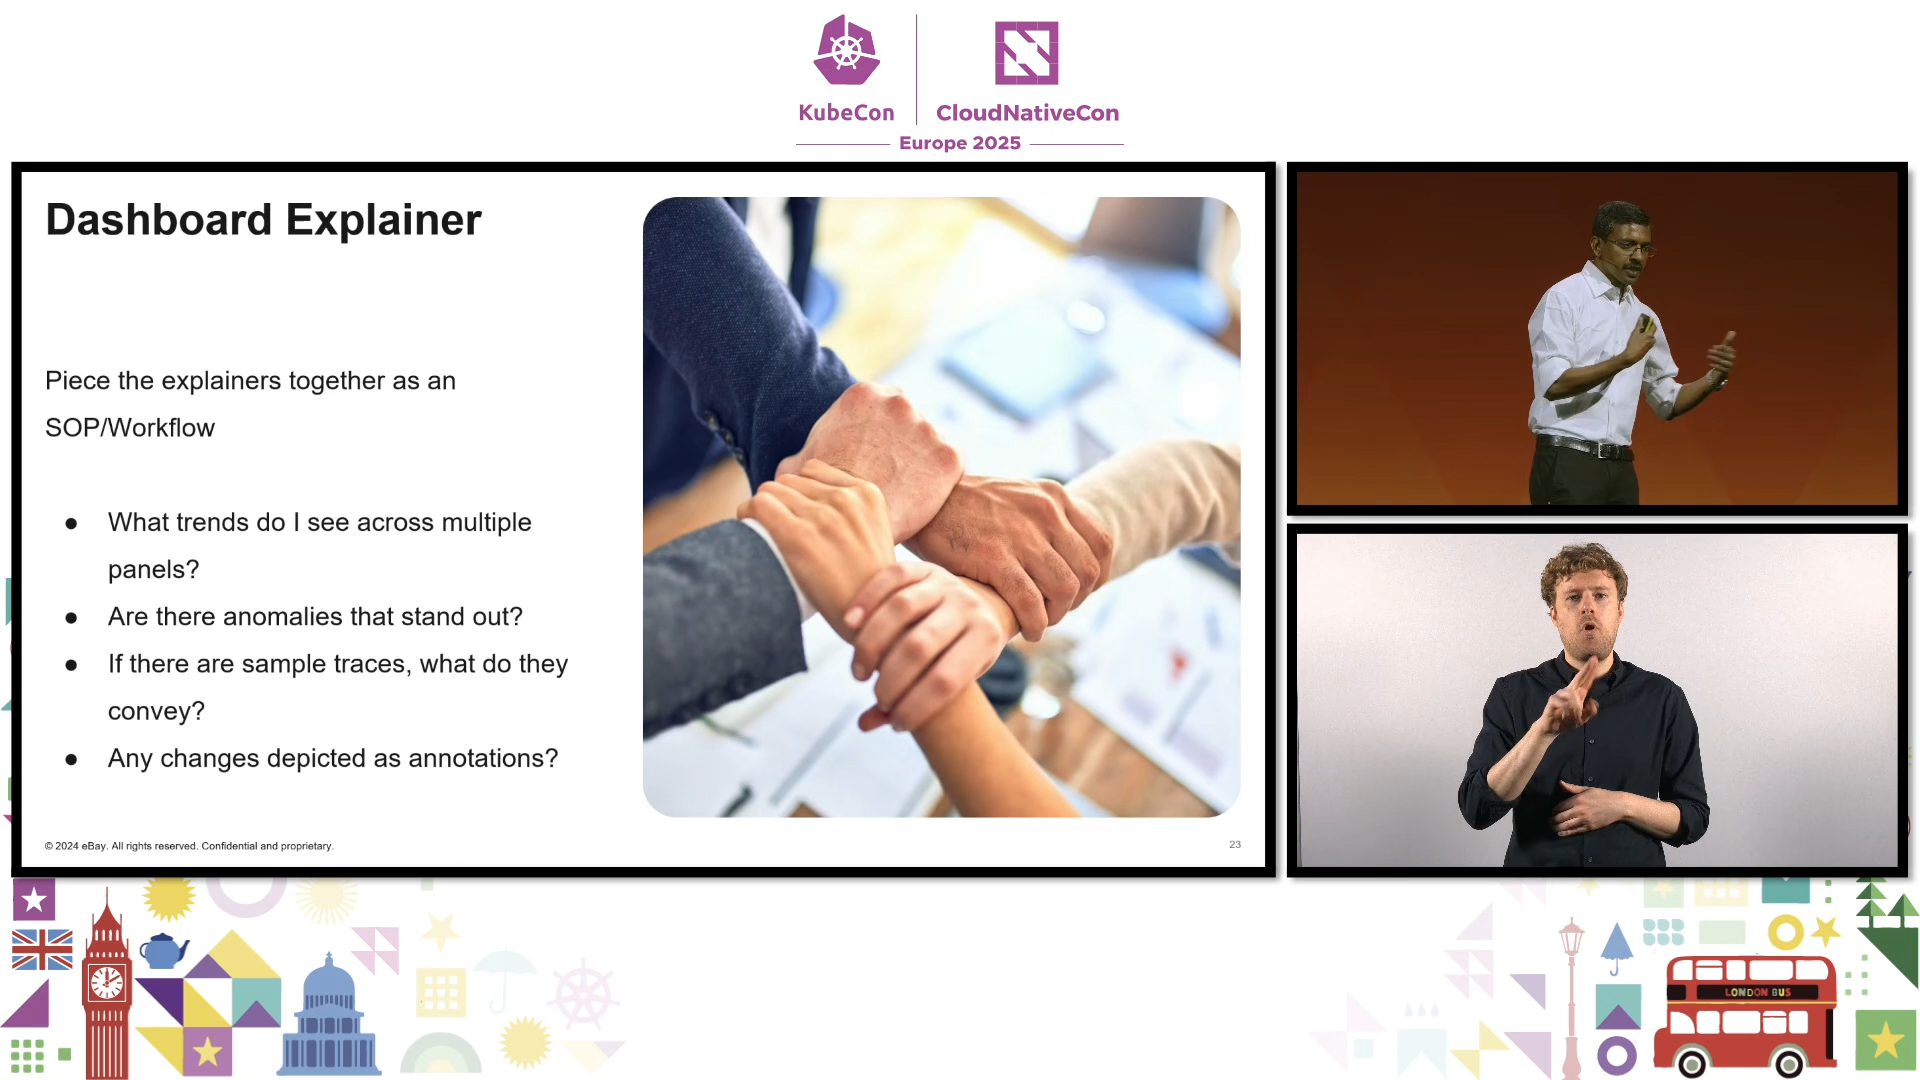 KubeCon
CloudNativeCon
Europe 2025
Dashboard Explainer
Piece the explainers together as an
SOP/Workflow
● What trends do I see across multiple
panels?
● Are there anomalies that stand out?
● If there are sample traces, what do they
convey?
● Any changes depicted as annotations?
© 2024 eBay. All rights reserved. Confidential and proprietary.
23
LONDON BUS